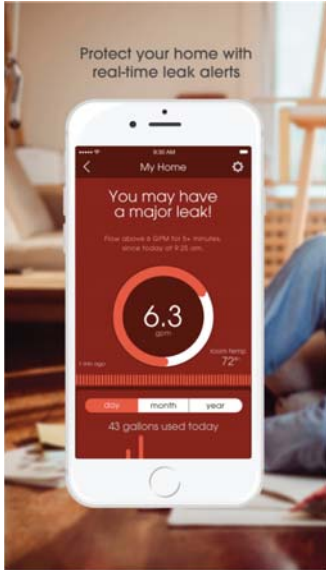 Protect your home with
real-time leak alerts
9:30 AM
My Home
You may have
a major leak!
Flow above 6 GPM for 5+ minutes,
since today at 9:25 am.
6.3
gpm
room temp
72°
day month year
43 gallons used today